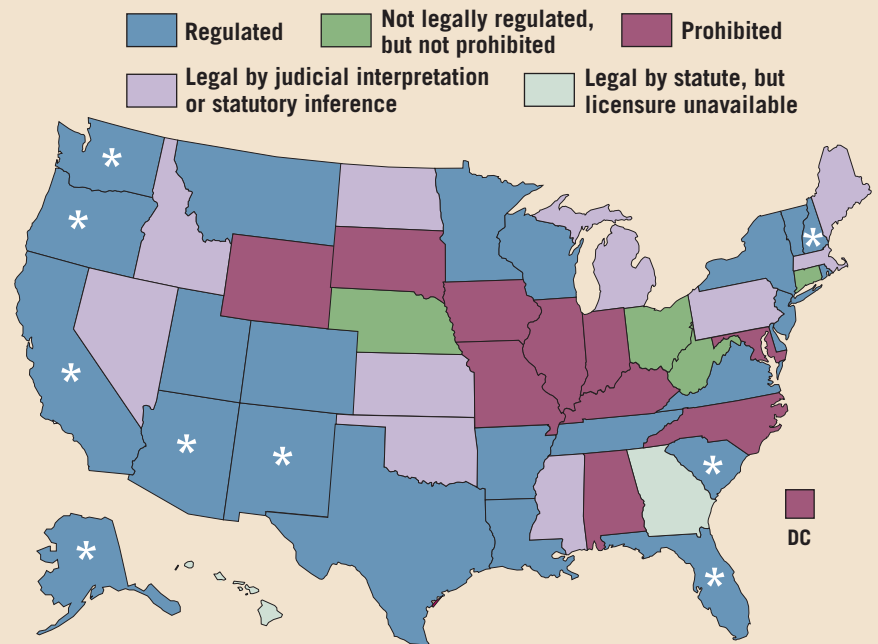 Regulated
Not legally regulated,
but not prohibited
Prohibited
Legal by judicial interpretation
or statutory inference
Legal by statute, but
licensure unavailable
*
*
*
*
*
*
*
*
*
DC